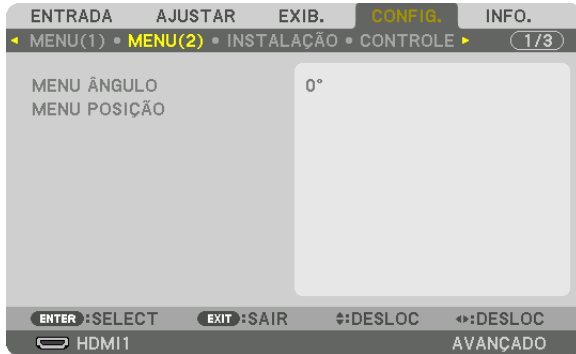 ENTRADA AJUSTAR EXIB. CONFIG. INFO.
MENU(1) • MENU(2) • INSTALAÇÃO • CONTROLE 1/3
MENU ÂNGULO 0°
MENU POSIÇÃO
ENTER :SELECT EXIT :SAIR :DESLOC :DESLOC
HDMI1 AVANÇADO